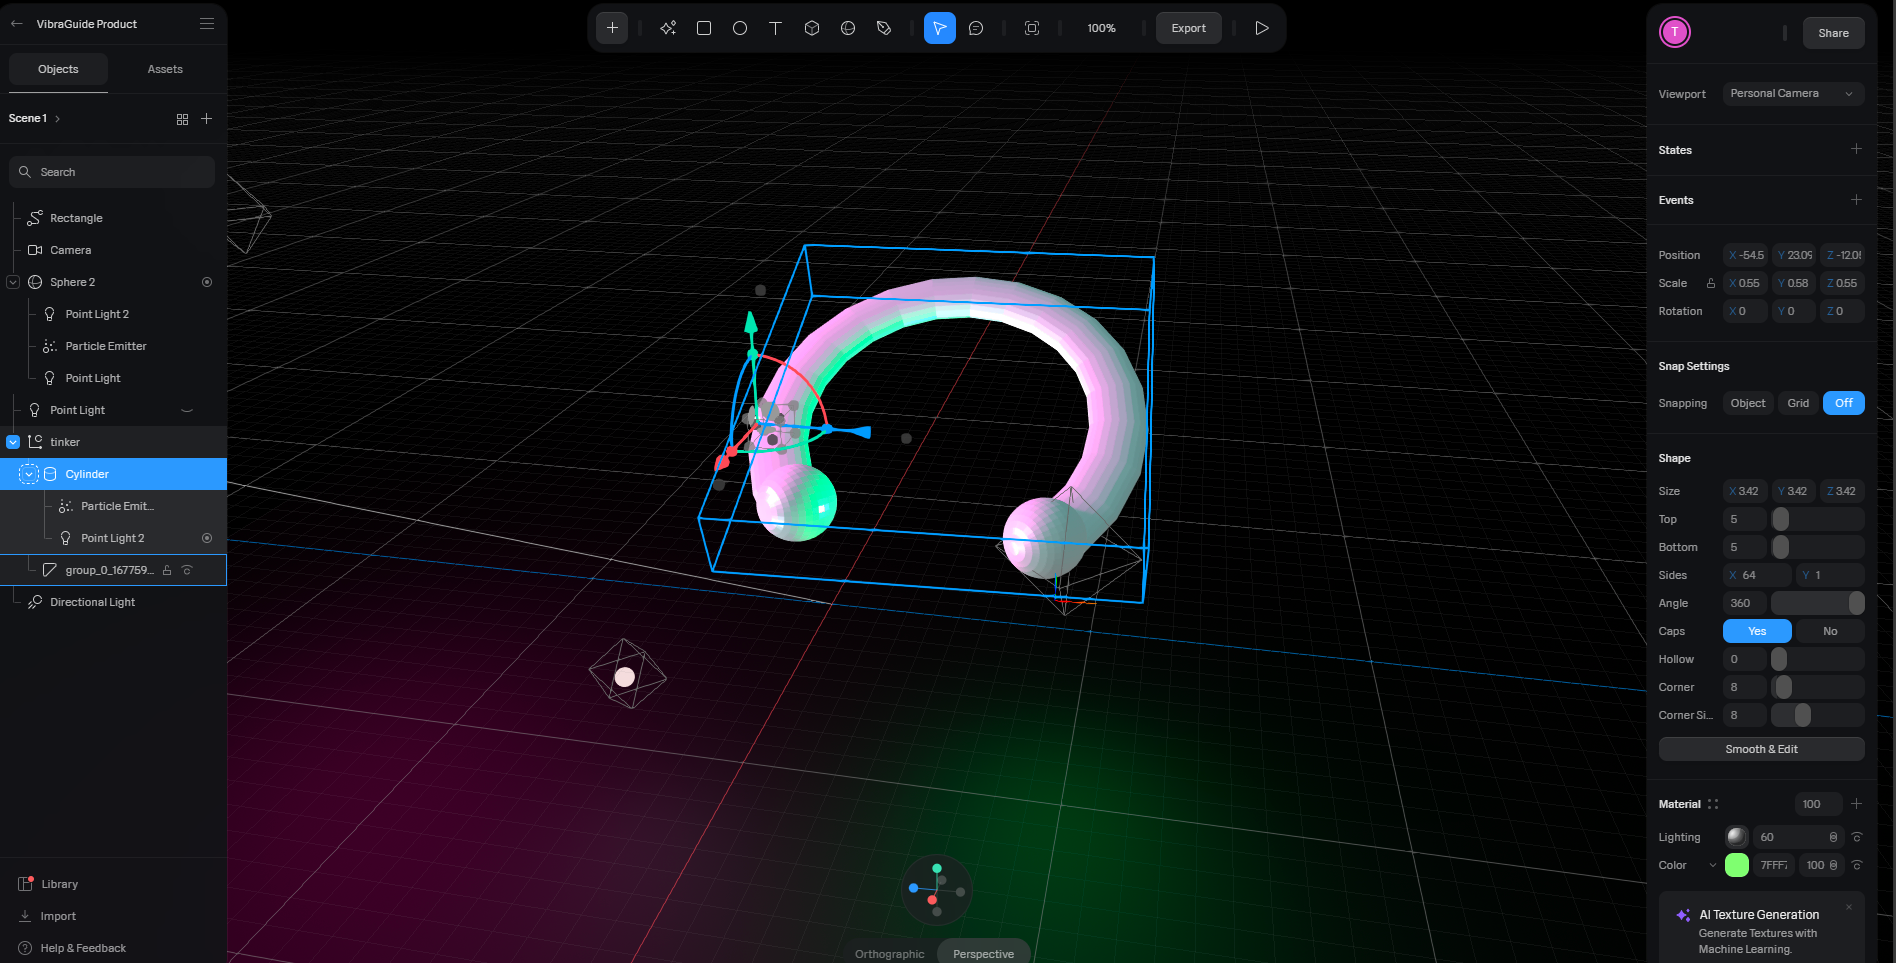 VibraGuide Product
Objects
Assets
Scene 1
Search
Rectangle
Camera
Sphere 2
Point Light 2
Particle Emitter
Point Light
Point Light
tinker
Cylinder
Particle Emit...
Point Light 2
group_0_167759...
Directional Light
Library
Import
Help & Feedback
T
100%
Export
Orthographic
Perspective
T
Share
Viewport
Personal Camera
States
Events
Position X -54.5 Y 23.09 Z -12.0
Scale X 0.55 Y 0.58 Z 0.55
Rotation X 0 Y 0 Z 0
Snap Settings
Snapping Object Grid Off
Shape
Size X 3.42 Y 3.42 Z 3.42
Top 5
Bottom 5
Sides X 64 Y 1
Angle 360
Caps Yes No
Hollow 0
Corner 8
Corner Si... 8
Smooth & Edit
Material 100
Lighting 60
Color 7FFF 100
AI Texture Generation
Generate Textures with
Machine Learning.